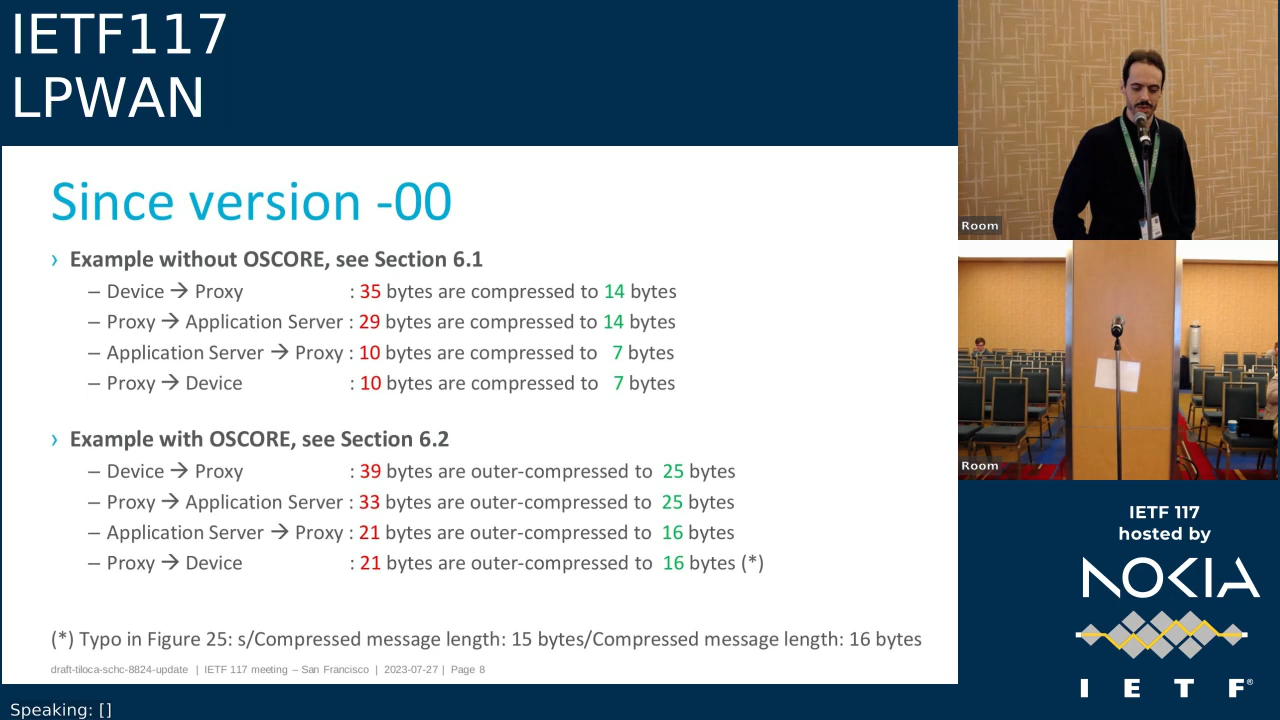 IETF117
LPWAN
Since version -00
› Example without OSCORE, see Section 6.1
– Device → Proxy : 35 bytes are compressed to 14 bytes
– Proxy → Application Server : 29 bytes are compressed to 14 bytes
– Application Server → Proxy : 10 bytes are compressed to 7 bytes
– Proxy → Device : 10 bytes are compressed to 7 bytes
› Example with OSCORE, see Section 6.2
– Device → Proxy : 39 bytes are outer-compressed to 25 bytes
– Proxy → Application Server : 33 bytes are outer-compressed to 25 bytes
– Application Server → Proxy : 21 bytes are outer-compressed to 16 bytes
– Proxy → Device : 21 bytes are outer-compressed to 16 bytes (*)
(*) Typo in Figure 25: s/Compressed message length: 15 bytes/Compressed message length: 16 bytes
draft-tiloca-schc-8824-update | IETF 117 meeting – San Francisco | 2023-07-27 | Page 8
Speaking: []
Room
Room
IETF 117
hosted by
NOKIA
I E T F®